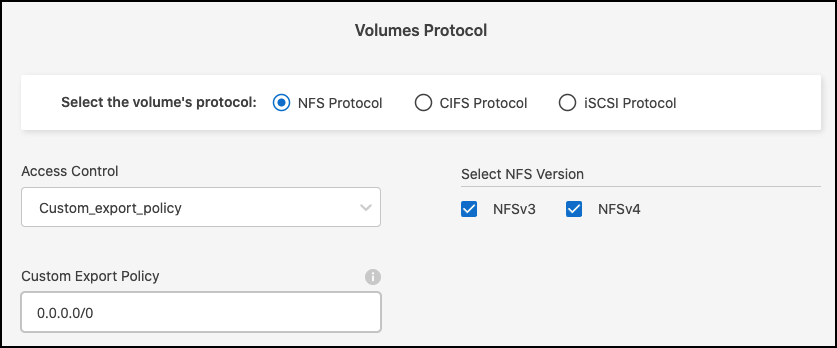 Volumes Protocol
Select the volume's protocol: NFS Protocol CIFS Protocol iSCSI Protocol
Access Control
Select NFS Version
Custom_export_policy
NFSv3 NFSv4
Custom Export Policy
0.0.0.0/0